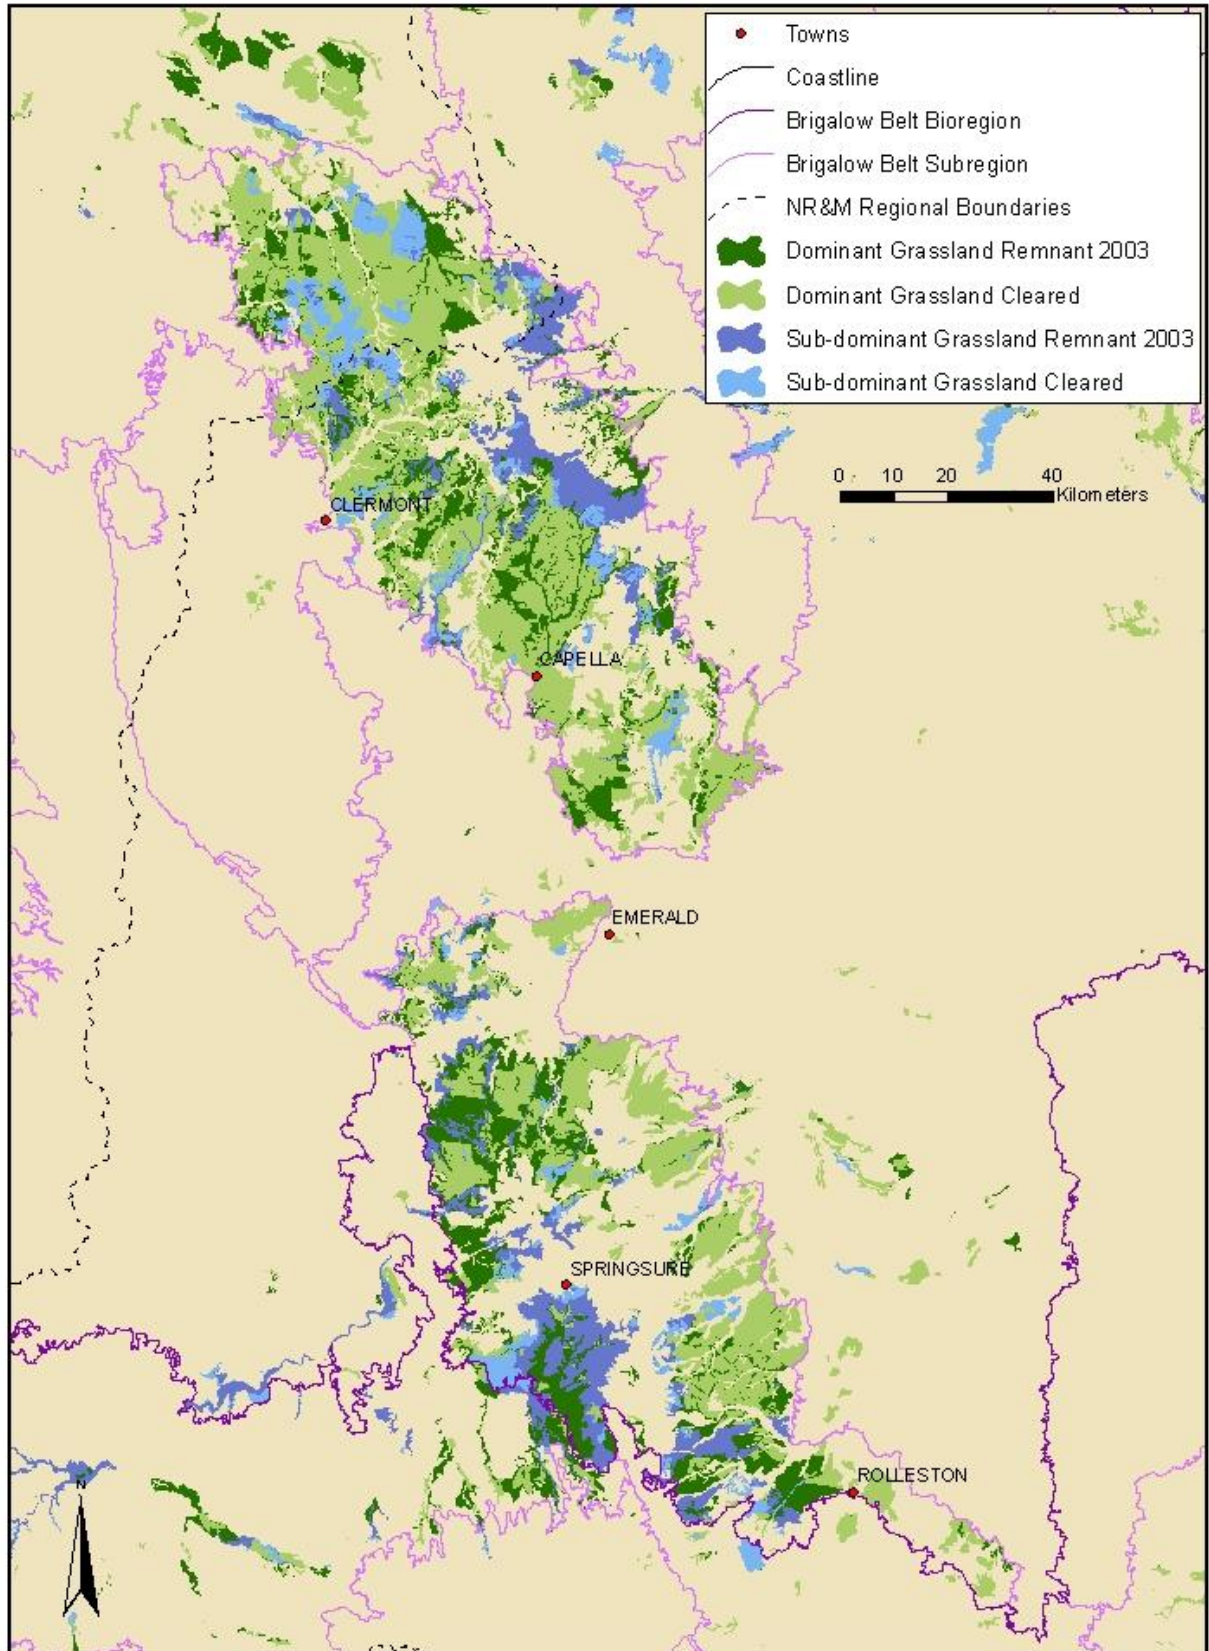 Towns
Coastline
Brigalow Belt Bioregion
Brigalow Belt Subregion
NR&M Regional Boundaries
Dominant Grassland Remnant 2003
Dominant Grassland Cleared
Sub-dominant Grassland Remnant 2003
Sub-dominant Grassland Cleared
0 10 20 40
Kilometers
CLERMONT
CAPELLA
EMERALD
SPRINGSURE
ROLLESTON
N